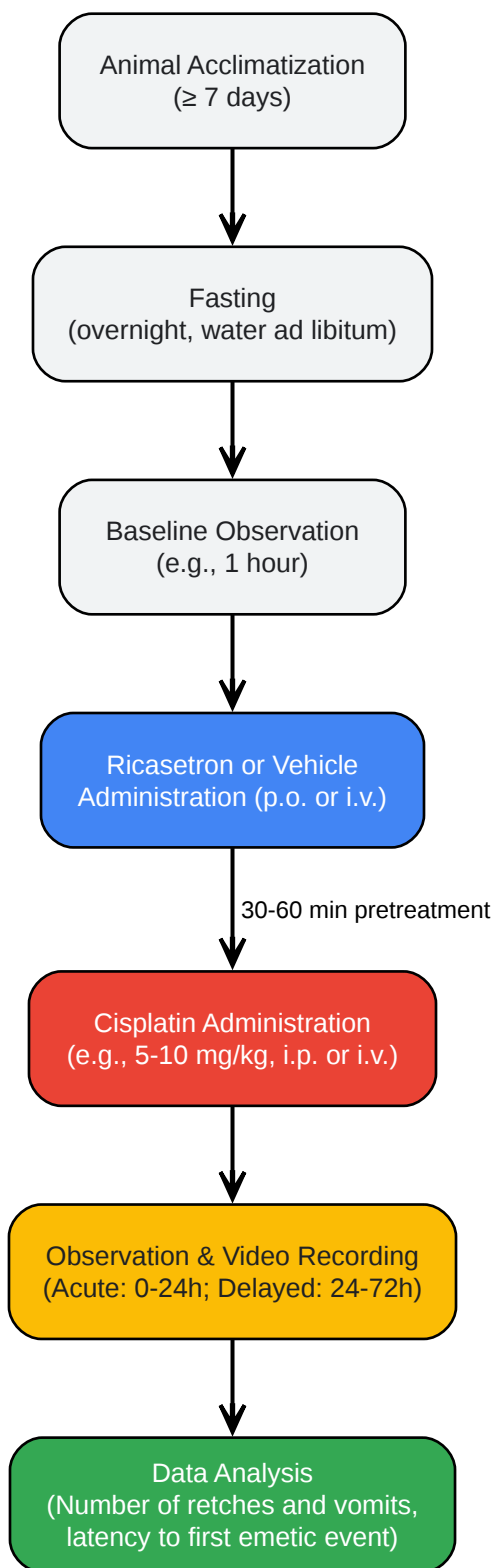 Animal Acclimatization
(≥ 7 days)
Fasting
(overnight, water ad libitum)
Baseline Observation
(e.g., 1 hour)
Ricasetron or Vehicle
Administration (p.o. or i.v.)
30-60 min pretreatment
Cisplatin Administration
(e.g., 5-10 mg/kg, i.p. or i.v.)
Observation & Video Recording
(Acute: 0-24h; Delayed: 24-72h)
Data Analysis
(Number of retches and vomits,
latency to first emetic event)